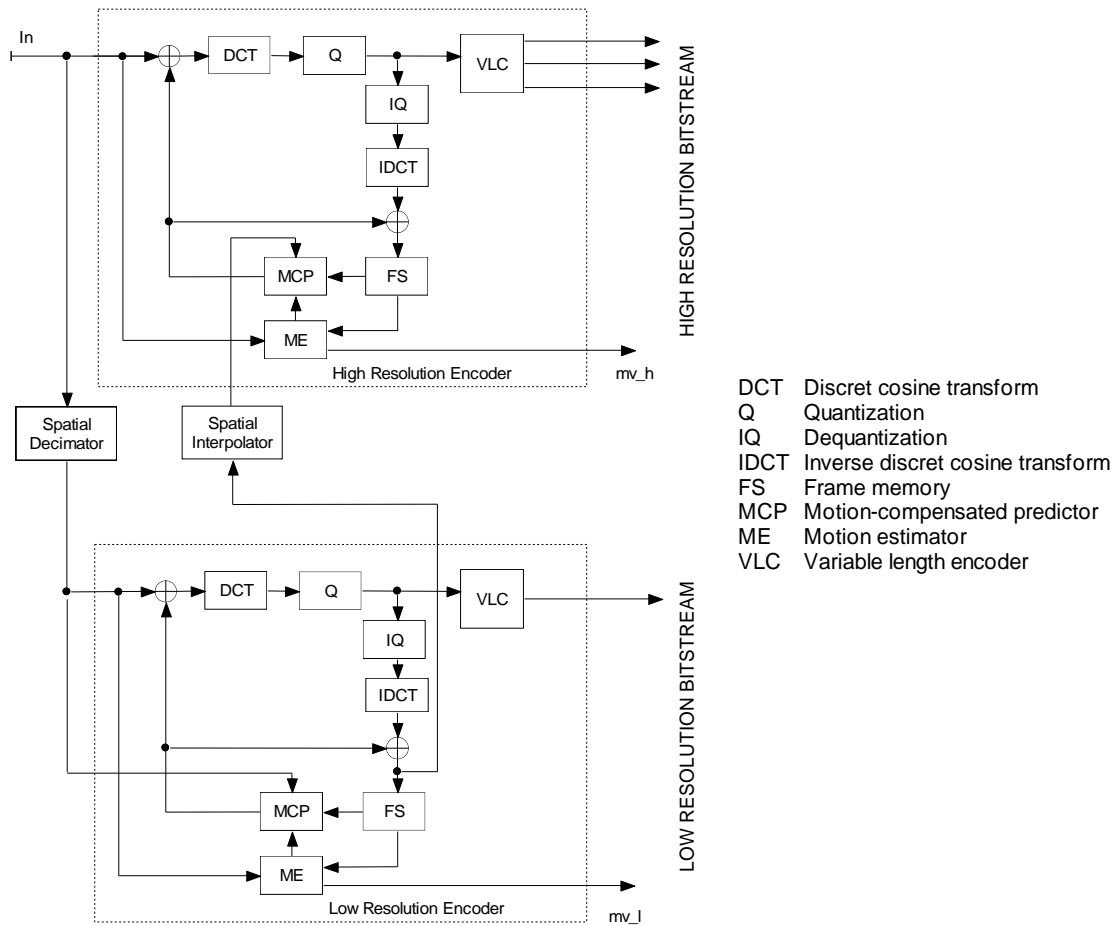 In
DCT
Q
VLC
IQ
IDCT
MCP
FS
ME
High Resolution Encoder
mv_h
HIGH RESOLUTION BITSTREAM
Spatial
Decimator
Spatial
Interpolator
DCT Discret cosine transform
Q Quantization
IQ Dequantization
IDCT Inverse discret cosine transform
FS Frame memory
MCP Motion-compensated predictor
ME Motion estimator
VLC Variable length encoder
DCT
Q
VLC
IQ
IDCT
MCP
FS
ME
Low Resolution Encoder
mv_l
LOW RESOLUTION BITSTREAM